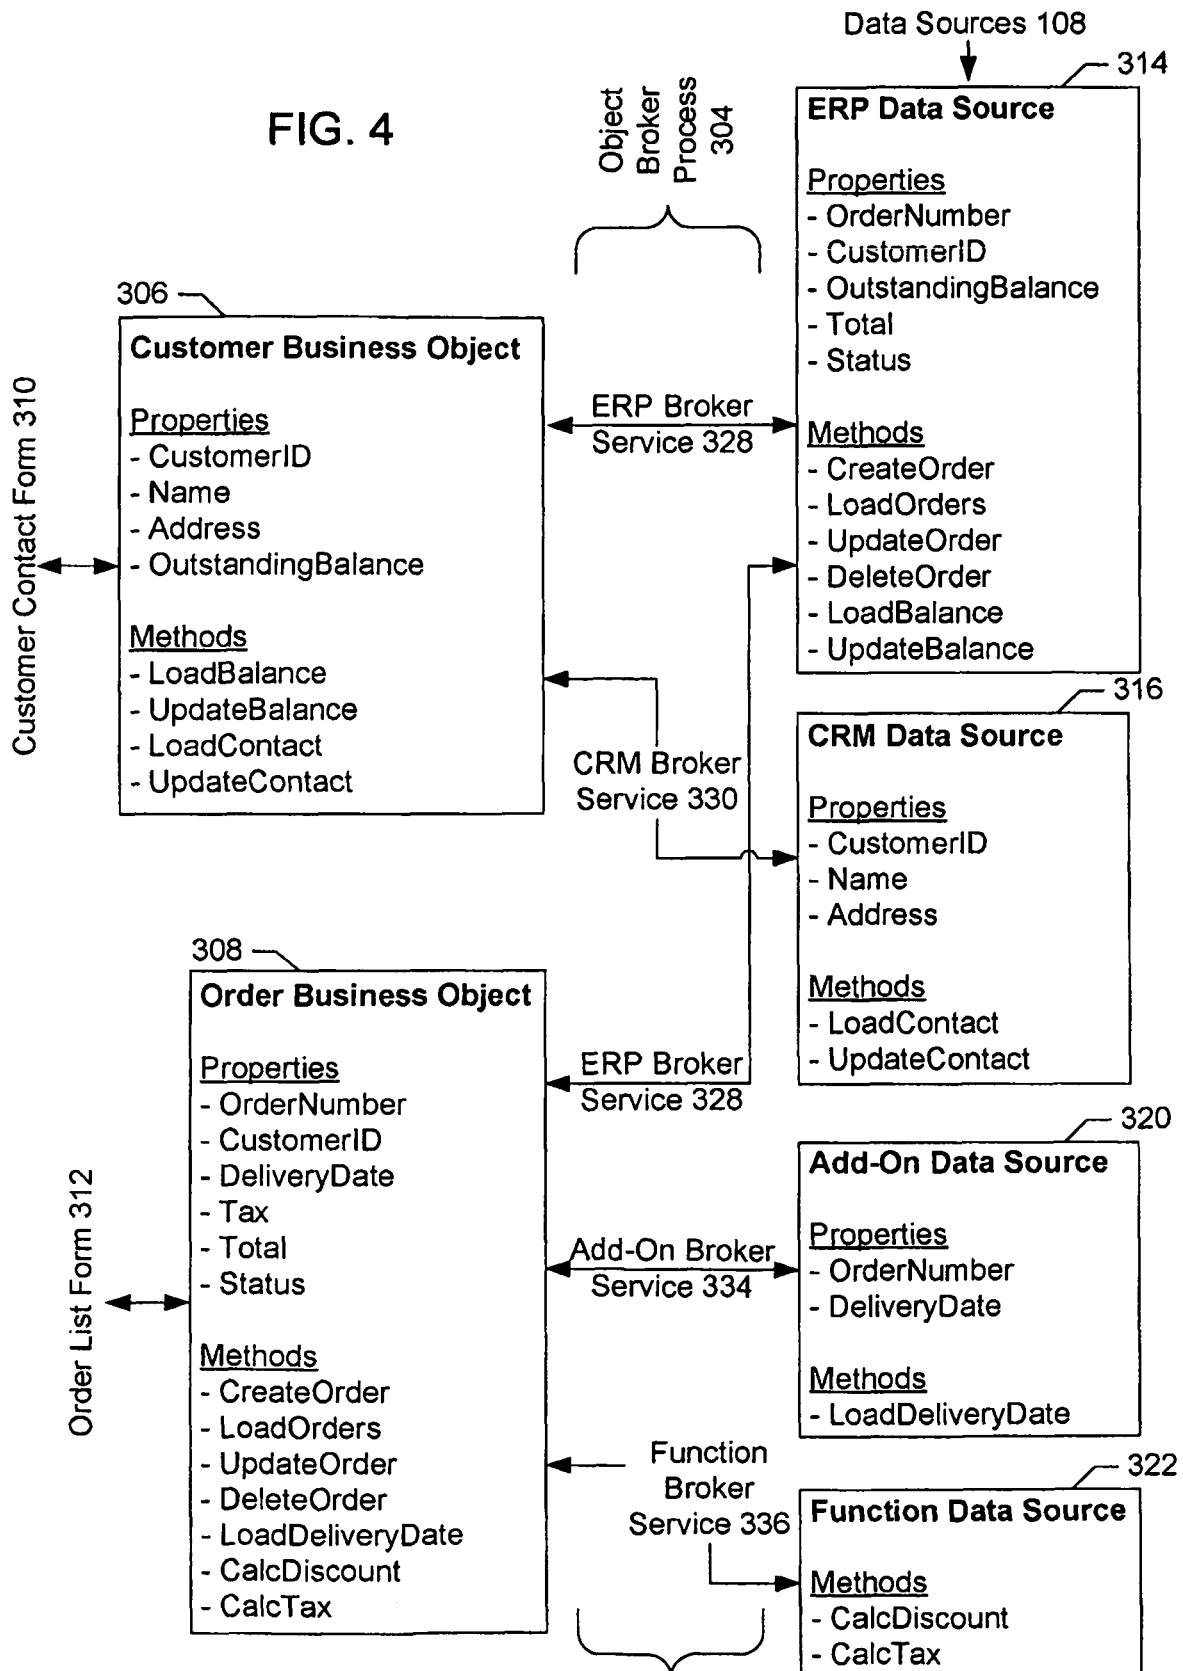 Data Sources 108
314
FIG. 4
Object
Broker
Process
304
ERP Data Source
Properties
- OrderNumber
- CustomerID
- OutstandingBalance
- Total
- Status
Methods
- CreateOrder
- LoadOrders
- UpdateOrder
- DeleteOrder
- LoadBalance
- UpdateBalance
306
Customer Business Object
Properties
- CustomerID
- Name
- Address
- OutstandingBalance
Methods
- LoadBalance
- UpdateBalance
- LoadContact
- UpdateContact
Customer Contact Form 310
ERP Broker
Service 328
CRM Broker
Service 330
316
CRM Data Source
Properties
- CustomerID
- Name
- Address
Methods
- LoadContact
- UpdateContact
308
Order Business Object
Properties
- OrderNumber
- CustomerID
- DeliveryDate
- Tax
- Total
- Status
Methods
- CreateOrder
- LoadOrders
- UpdateOrder
- DeleteOrder
- LoadDeliveryDate
- CalcDiscount
- CalcTax
Order List Form 312
ERP Broker
Service 328
Add-On Broker
Service 334
Function
Broker
Service 336
320
Add-On Data Source
Properties
- OrderNumber
- DeliveryDate
Methods
- LoadDeliveryDate
322
Function Data Source
Methods
- CalcDiscount
- CalcTax